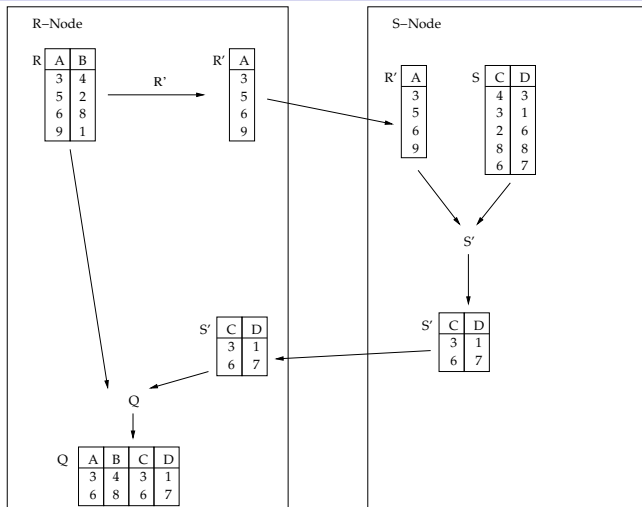 R–Node
R A B
3 4
5 2
6 8
9 1
R'
R' A
3
5
6
9
S' C D
3 1
6 7
Q
Q A B C D
3 4 3 1
6 8 6 7
S–Node
R' A
3
5
6
9
S C D
4 3
3 1
2 6
8 8
6 7
S'
S' C D
3 1
6 7